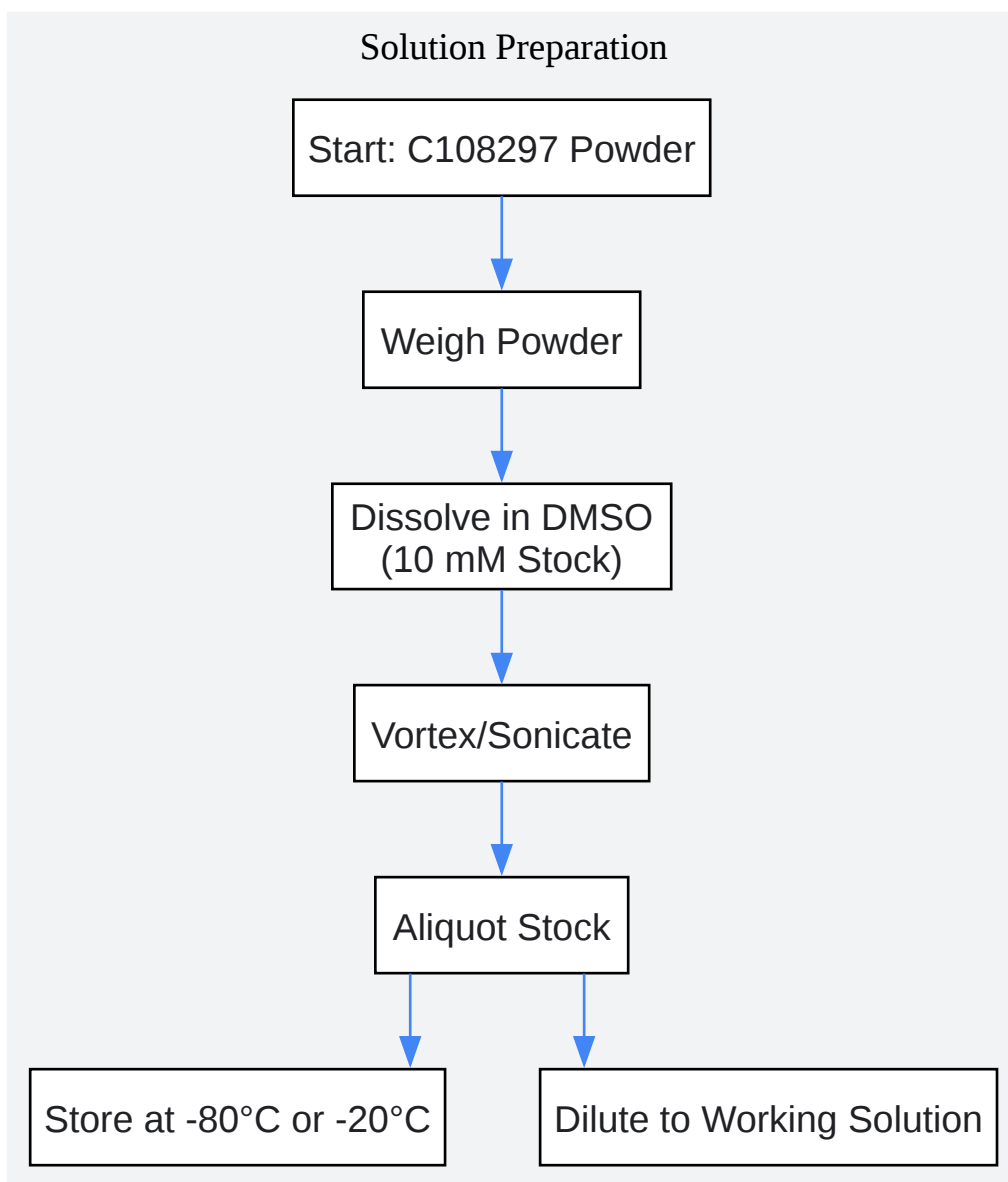 Solution Preparation
Start: C108297 Powder
Weigh Powder
Dissolve in DMSO
(10 mM Stock)
Vortex/Sonicate
Aliquot Stock
Store at -80°C or -20°C
Dilute to Working Solution